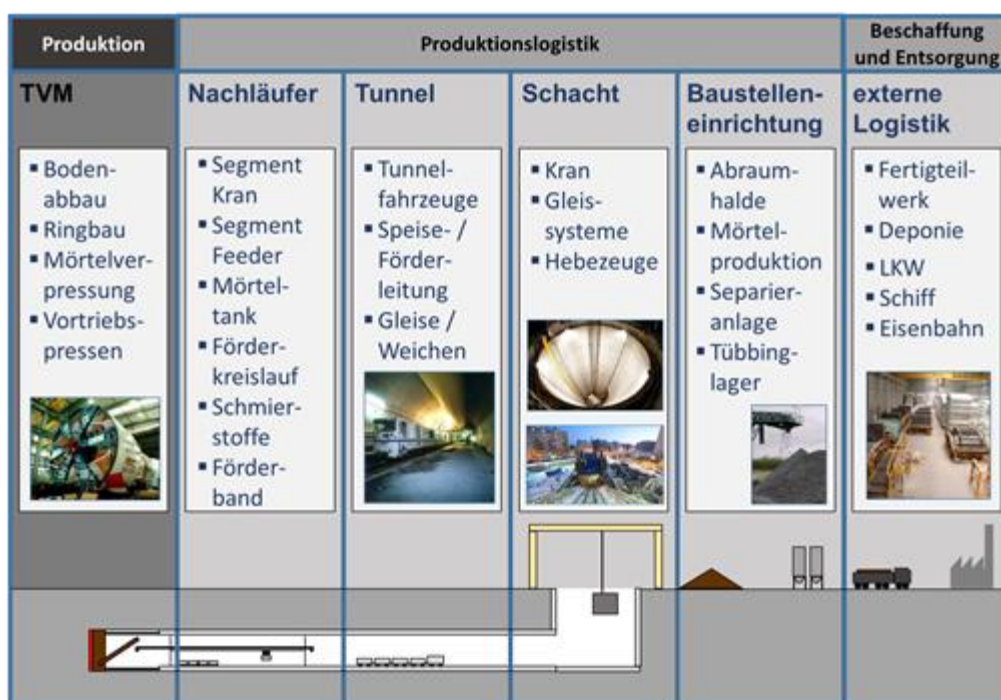 Produktion
Produktionslogistik
Beschaffung
und Entsorgung
TVM
Nachläufer
Tunnel
Schacht
Baustellen-
einrichtung
externe
Logistik
▪ Boden-
abbau
▪ Ringbau
▪ Mörtelver-
pressung
▪ Vortriebs-
pressen
▪ Segment
Kran
▪ Segment
Feeder
▪ Mörtel-
tank
▪ Förder-
kreislauf
▪ Schmier-
stoffe
▪ Förder-
band
▪ Tunnel-
fahrzeuge
▪ Speise- /
Förder-
leitung
▪ Gleise /
Weichen
▪ Kran
▪ Gleis-
systeme
▪ Hebezeuge
▪ Abraum-
halde
▪ Mörtel-
produktion
▪ Separier-
anlage
▪ Tübbing-
lager
▪ Fertigteil-
werk
▪ Deponie
▪ LKW
▪ Schiff
▪ Eisenbahn